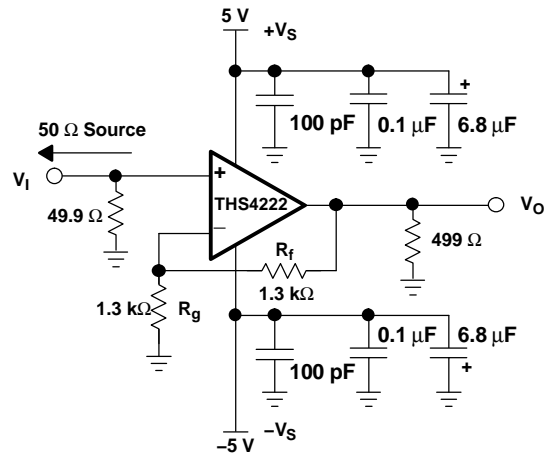 5 V
+VS
+
100 pF
0.1 μF
6.8 μF
50 Ω Source
VI
49.9 Ω
+
THS4222
−
VO
Rf
499 Ω
1.3 kΩ
1.3 kΩ
Rg
0.1 μF
6.8 μF
100 pF
+
−VS
−5 V